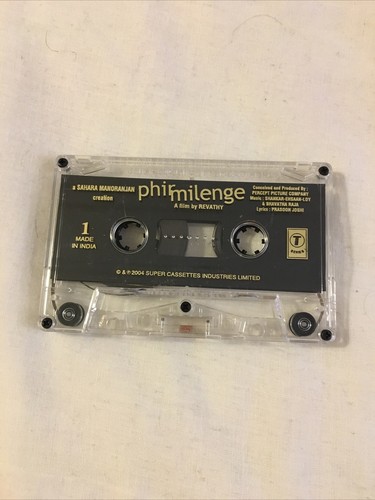 a SAHARA MANORANJAN
creation
phir milenge
A film by REVATHY
Conceived and Produced By :
PERCEPT PICTURE COMPANY
Music : SHANKAR-EHSAAN-LOY
& BHAVATHA RAJA
Lyrics : PRASOON JOSHI
1
MADE
IN INDIA
T
© & ℗ 2004 SUPER CASSETTES INDUSTRIES LIMITED